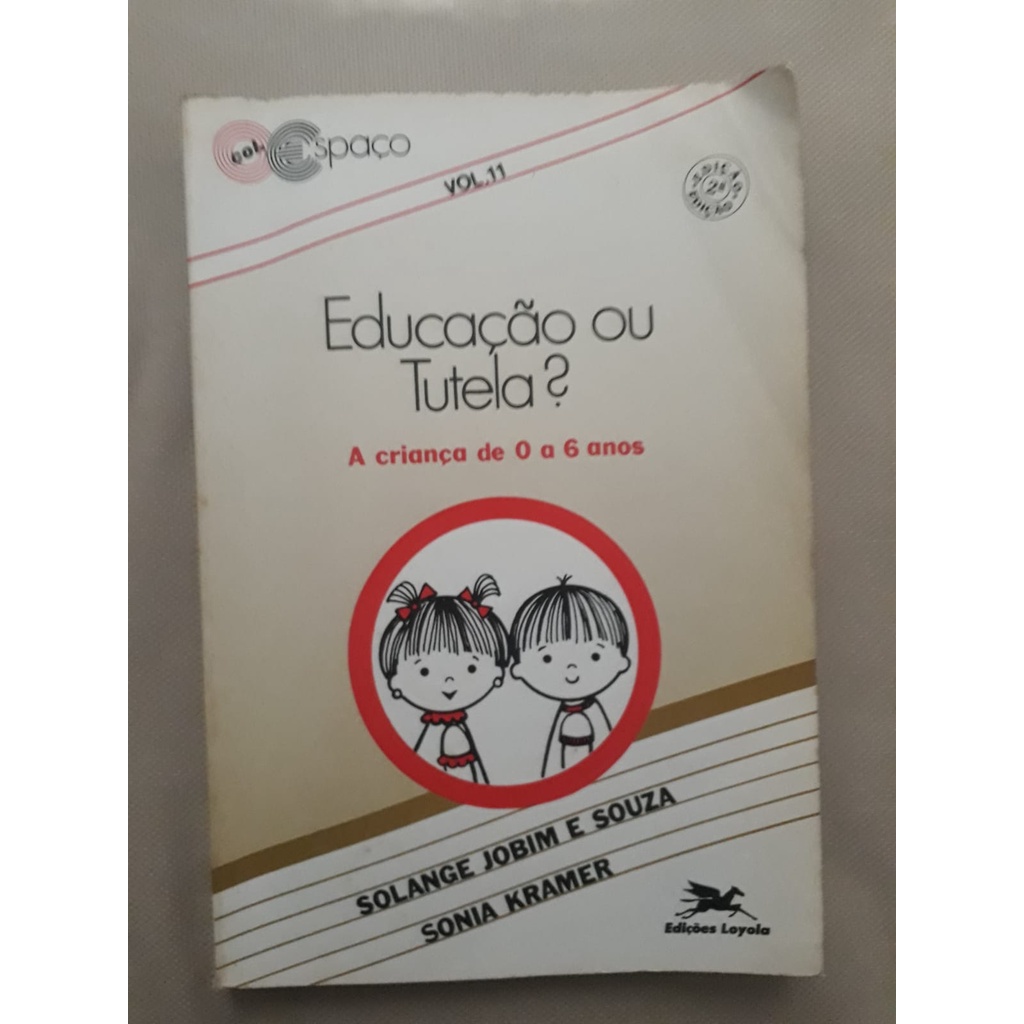 Col. Espaço
VOL. 11
2ª EDIÇÃO
EDIÇÃO
Educação ou
Tutela?
A criança de 0 a 6 anos
SOLANGE JOBIM E SOUZA
SONIA KRAMER
Edições Loyola